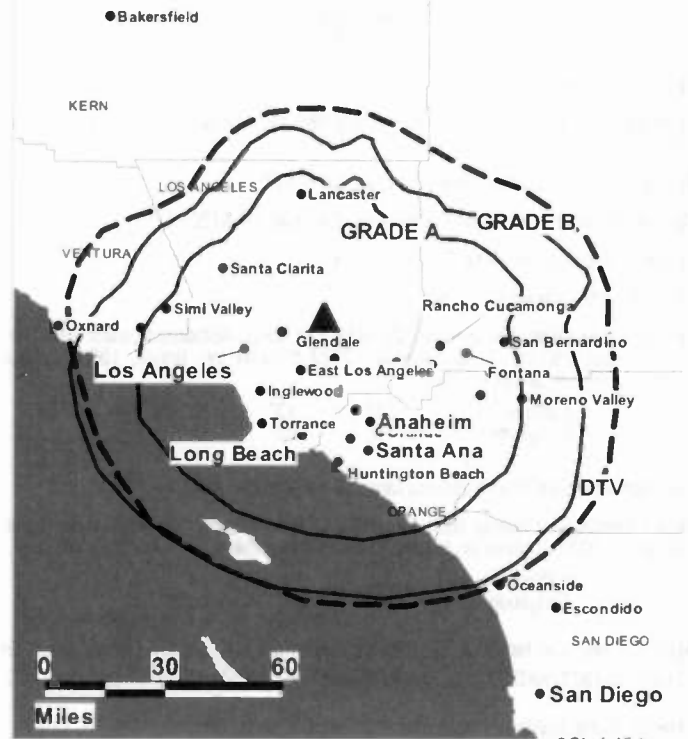 Bakersfield
KERN
LOS ANGELES
Lancaster
GRADE A
GRADE B
VENTURA
Santa Clarita
Simi Valley
Rancho Cucamonga
Oxnard
Glendale
San Bernardino
Los Angeles
East Los Angeles
Fontana
Inglewood
Moreno Valley
Anaheim
Torrance
Orange
Long Beach
Santa Ana
Huntington Beach
DTV
ORANGE
Oceanside
Escondido
SAN DIEGO
0 30 60
Miles
San Diego